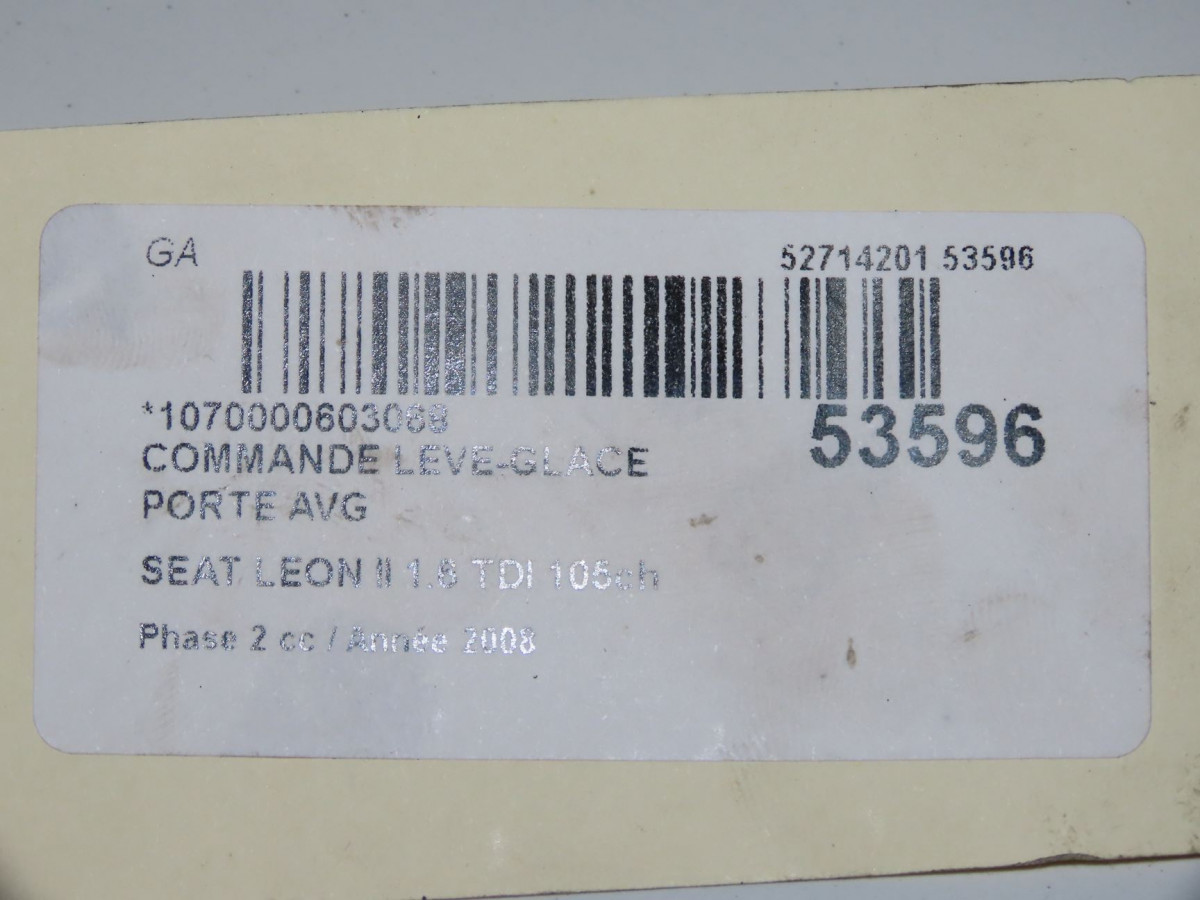 GA
52714201 53596
*1070000603088
53596
COMMANDE LEVE-GLACE
PORTE AVG
SEAT LEON II 1.6 TDI 105ch
Phase 2 cc / Année 2008